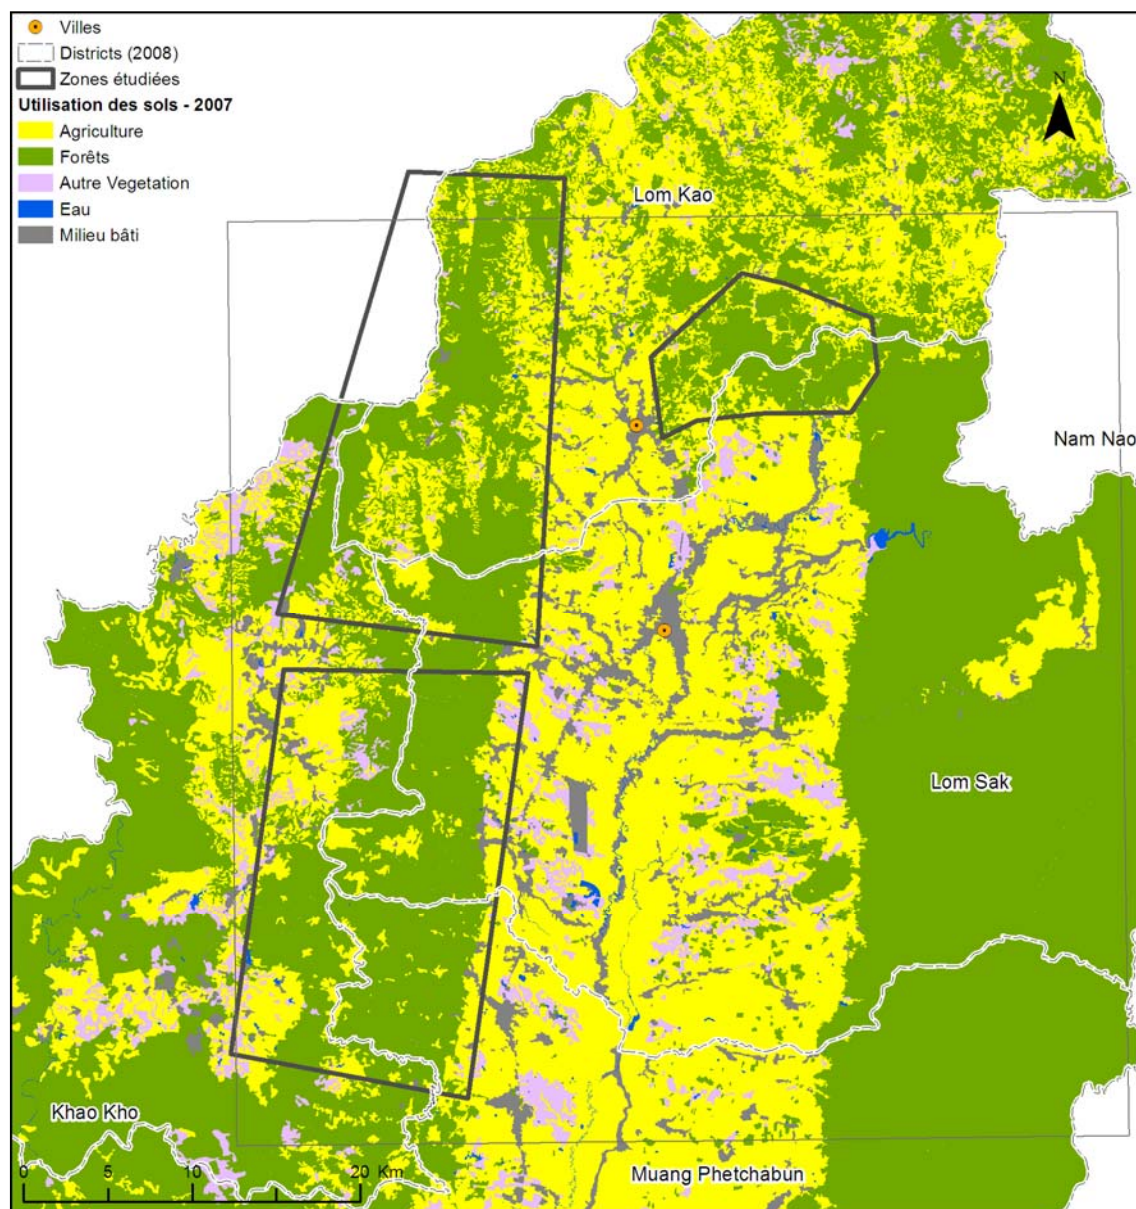 Villes
Districts (2008)
Zones étudiées
Utilisation des sols - 2007
Agriculture
Forêts
Autre Vegetation
Eau
Milieu bâti
N
Lom Kao
Nam Nao
Lom Sak
Khao Kho
Muang Phetchabun
0 5 10 20 Km